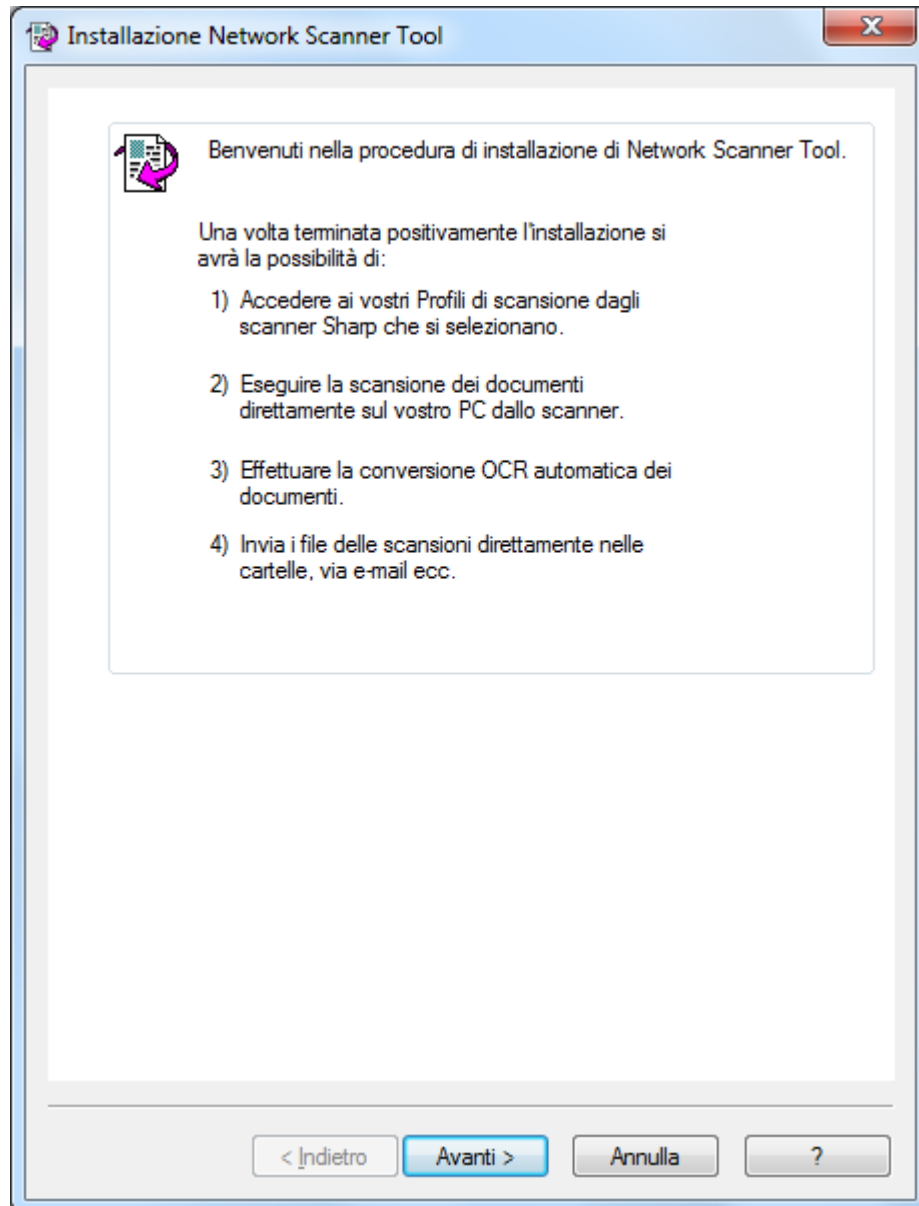 Installazione Network Scanner Tool
Benvenuti nella procedura di installazione di Network Scanner Tool.
Una volta terminata positivamente l'installazione si
avrà la possibilità di:
1) Accedere ai vostri Profili di scansione dagli
scanner Sharp che si selezionano.
2) Eseguire la scansione dei documenti
direttamente sul vostro PC dallo scanner.
3) Effettuare la conversione OCR automatica dei
documenti.
4) Invia i file delle scansioni direttamente nelle
cartelle, via e-mail ecc.
< Indietro
Avanti >
Annulla
?